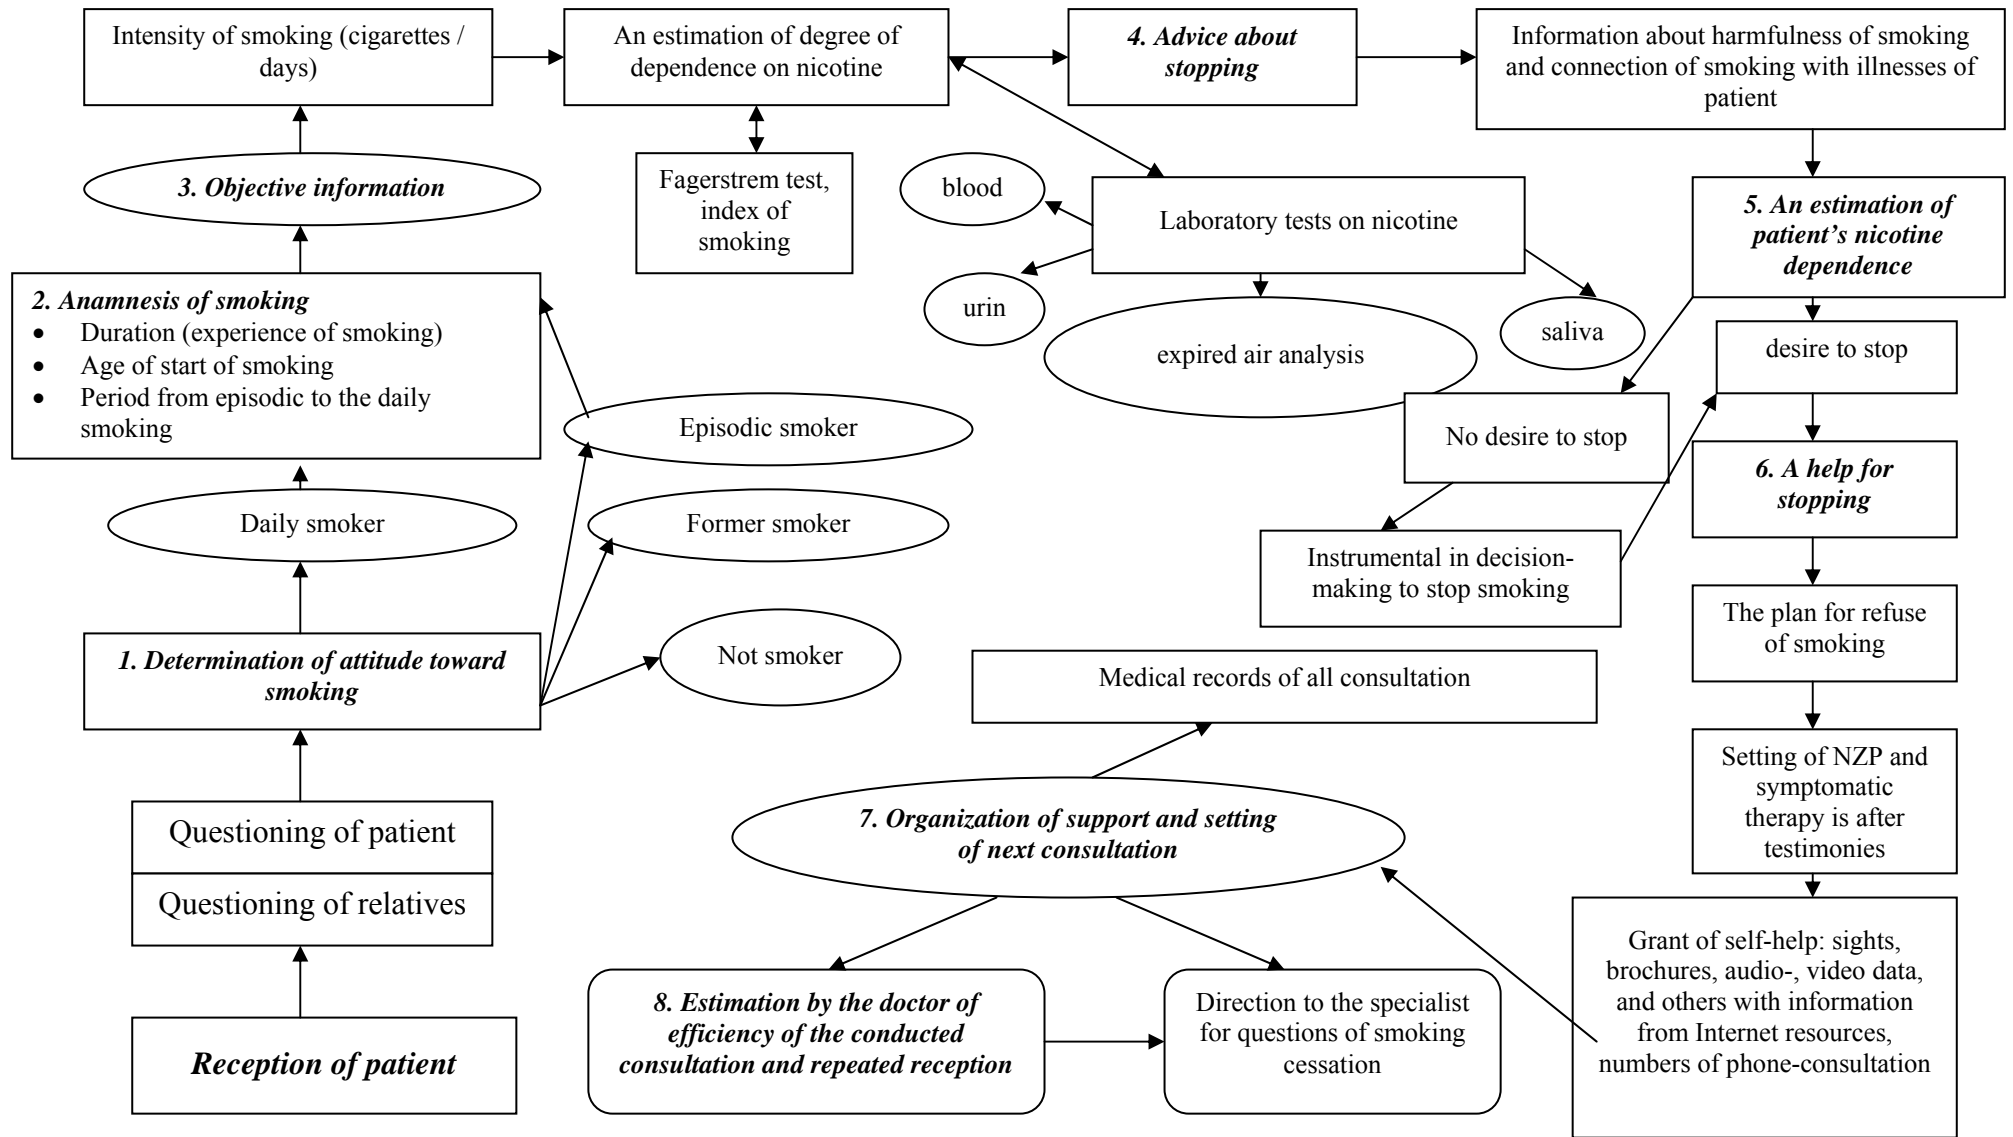 Intensity of smoking (cigarettes /
days)
An estimation of degree of
dependence on nicotine
4. Advice about
stopping
Information about harmfulness of smoking
and connection of smoking with illnesses of
patient
3. Objective information
Fagerstrem test,
index of
smoking
blood
Laboratory tests on nicotine
5. An estimation of
patient’s nicotine
dependence
2. Anamnesis of smoking
• Duration (experience of smoking)
• Age of start of smoking
• Period from episodic to the daily
smoking
urin
expired air analysis
saliva
desire to stop
Episodic smoker
No desire to stop
6. A help for
stopping
Daily smoker
Former smoker
Instrumental in decision-
making to stop smoking
The plan for refuse
of smoking
1. Determination of attitude toward
smoking
Not smoker
Medical records of all consultation
Setting of NZP and
symptomatic
therapy is after
testimonies
Questioning of patient
Questioning of relatives
7. Organization of support and setting
of next consultation
Grant of self-help: sights,
brochures, audio-, video data,
and others with information
from Internet resources,
numbers of phone-consultation
Reception of patient
8. Estimation by the doctor of
efficiency of the conducted
consultation and repeated reception
Direction to the specialist
for questions of smoking
cessation